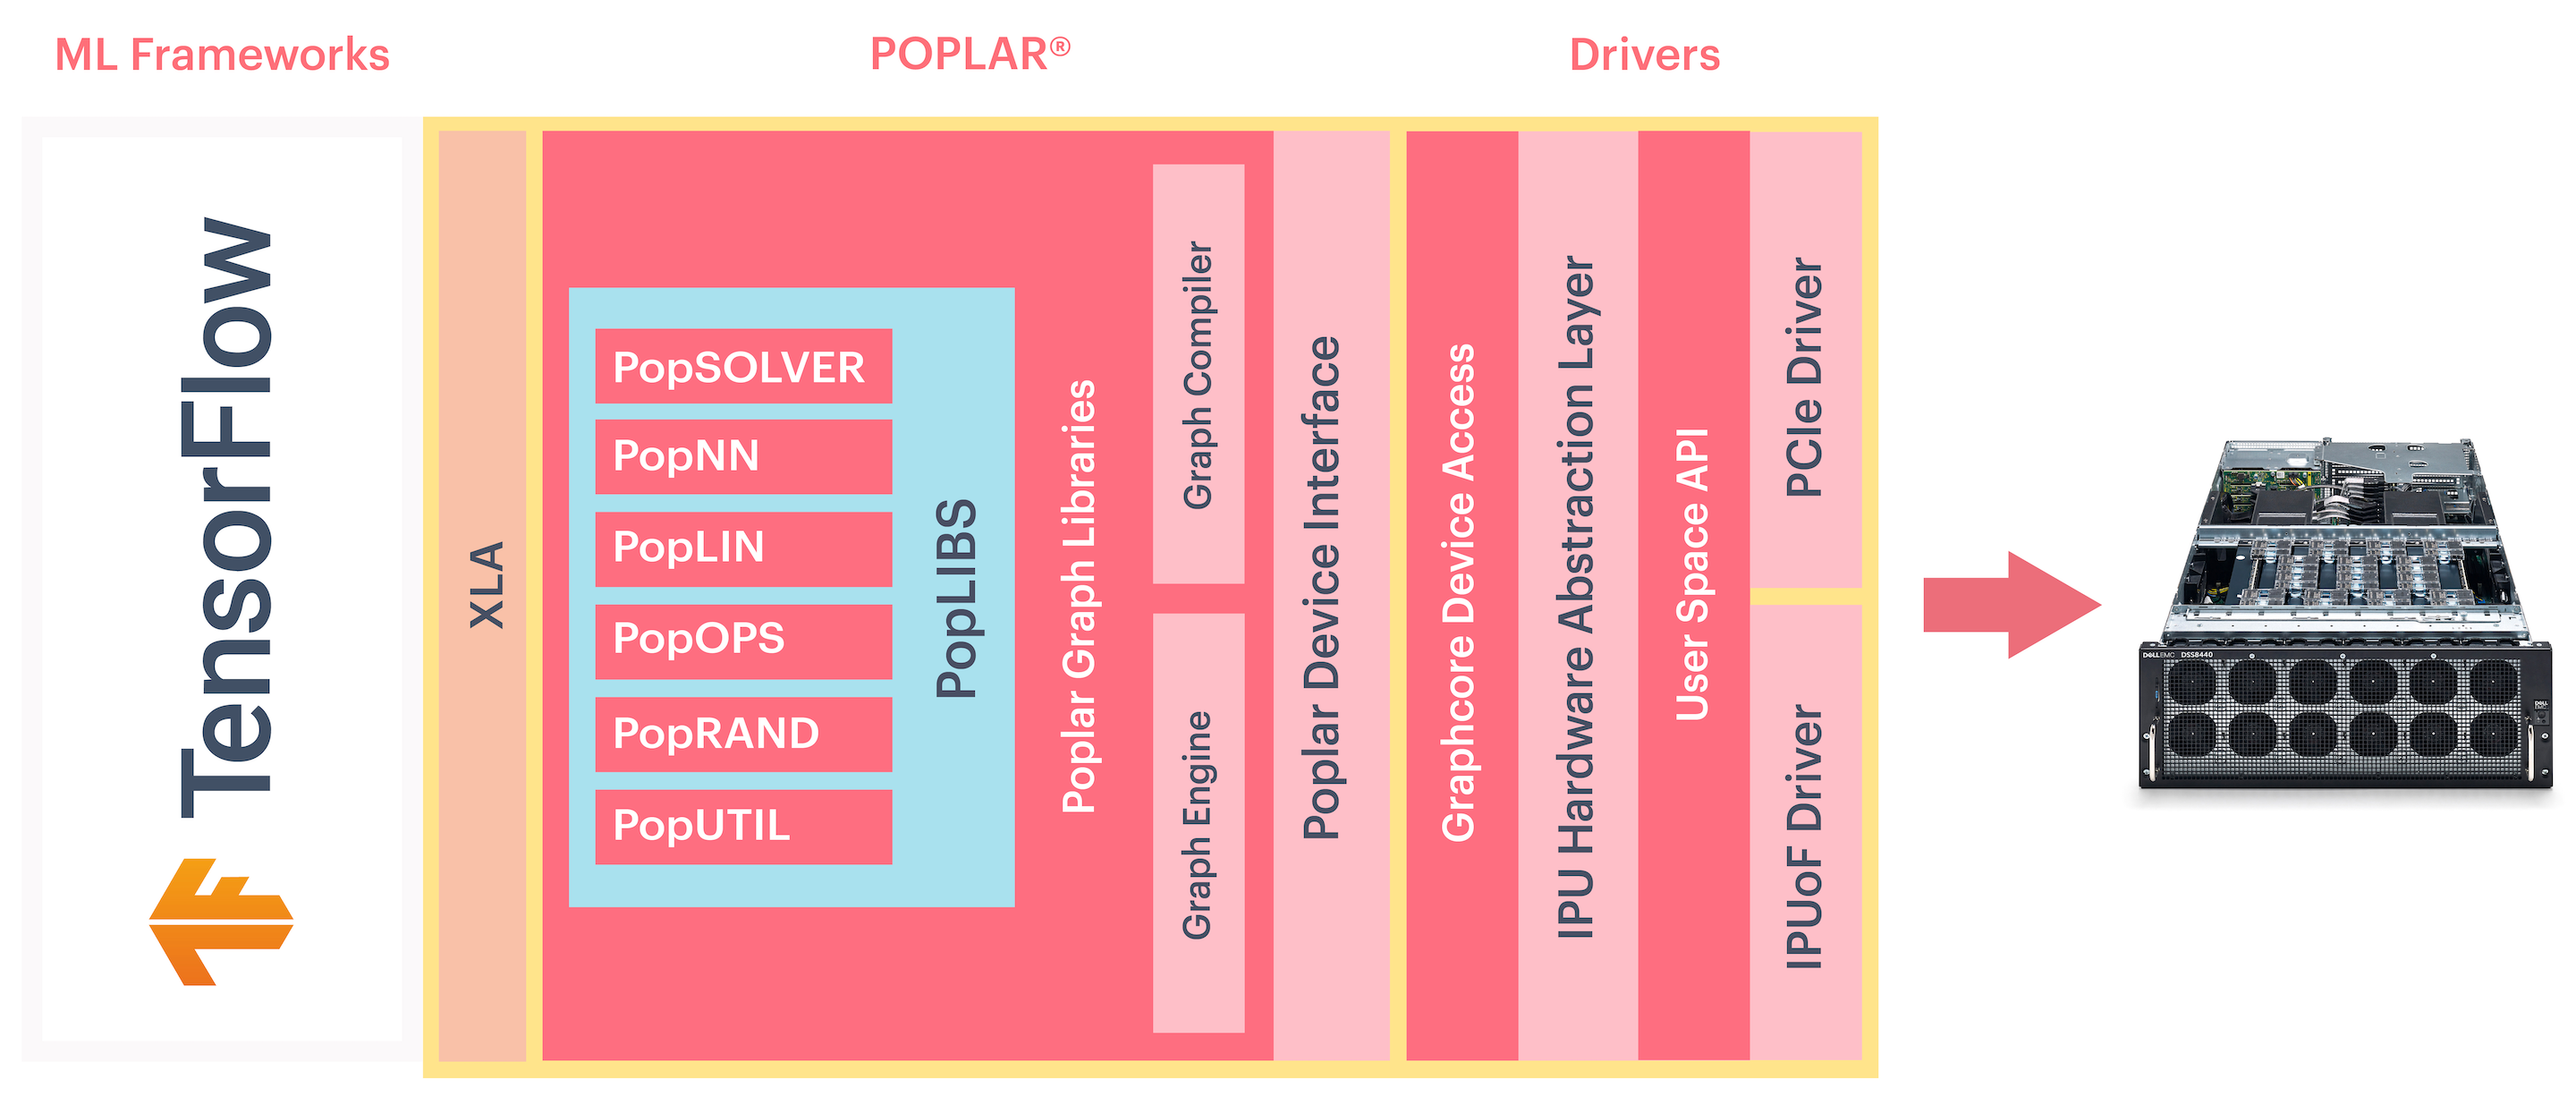 ML Frameworks
POPLAR®
Drivers
TensorFlow
XLA
PopSOLVER
PopNN
PopLIN
PopOPS
PopRAND
PopUTIL
PopLIBS
Poplar Graph Libraries
Graph Compiler
Graph Engine
Poplar Device Interface
Graphcore Device Access
IPU Hardware Abstraction Layer
User Space API
PCIe Driver
IPUoF Driver
DELLEMC DSS8440